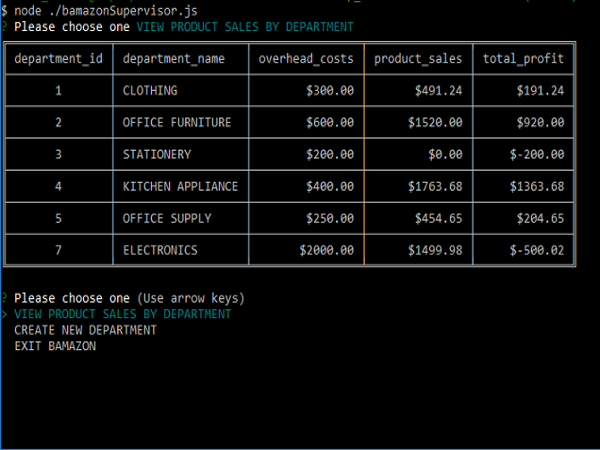 $ node ./bamazonSupervisor.js
? Please choose one VIEW PRODUCT SALES BY DEPARTMENT
department_id department_name overhead_costs product_sales total_profit
1 CLOTHING $300.00 $491.24 $191.24
2 OFFICE FURNITURE $600.00 $1520.00 $920.00
3 STATIONERY $200.00 $0.00 $-200.00
4 KITCHEN APPLIANCE $400.00 $1763.68 $1363.68
5 OFFICE SUPPLY $250.00 $454.65 $204.65
7 ELECTRONICS $2000.00 $1499.98 $-500.02
? Please choose one (Use arrow keys)
> VIEW PRODUCT SALES BY DEPARTMENT
CREATE NEW DEPARTMENT
EXIT BAMAZON